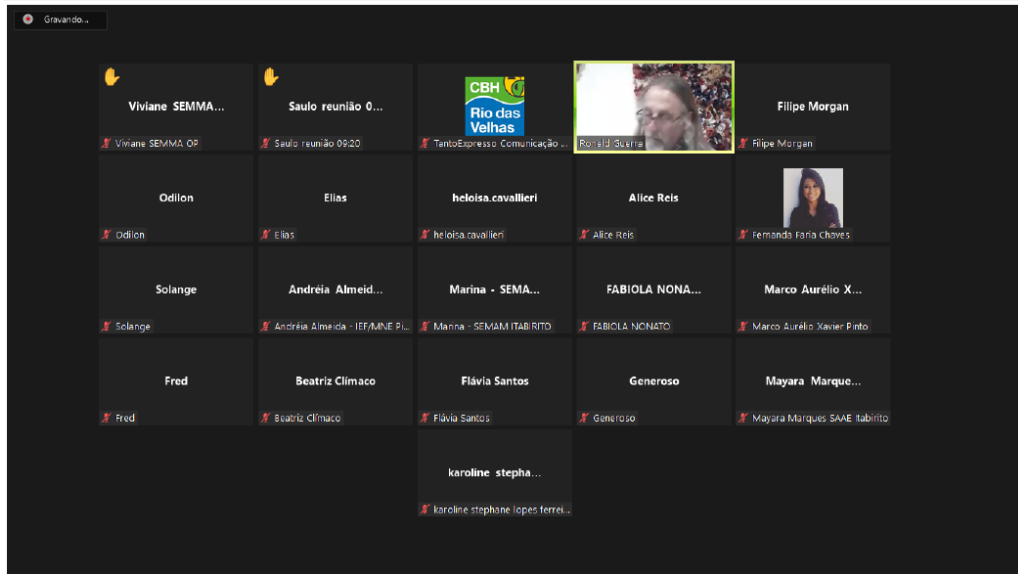 Gravando...
Viviane SEMMA...
Viviane SEMMA OP
Saulo reunião 0...
Saulo reunião 09:20
CBH
Rio das
Velhas
TantoExpresso Comunicação ...
Ronald Guerra
Filipe Morgan
Filipe Morgan
Odilon
Odilon
Elias
Elias
heloisa.cavallieri
heloisa.cavallieri
Alice Reis
Alice Reis
Fernanda Faria Chaves
Solange
Solange
Andréia Almeid...
Andréia Almeida - IEF/MNE Pi...
Marina - SEMA...
Marina - SEMAM ITABIRITO
FABIOLA NONA...
FABIOLA NONATO
Marco Aurélio X...
Marco Aurélio Xavier Pinto
Fred
Fred
Beatriz Clímaco
Beatriz Clímaco
Flávia Santos
Flávia Santos
Generoso
Generoso
Mayara Marque...
Mayara Marques SAAE Itabirito
karoline stepha...
karoline stephane lopes ferrei...